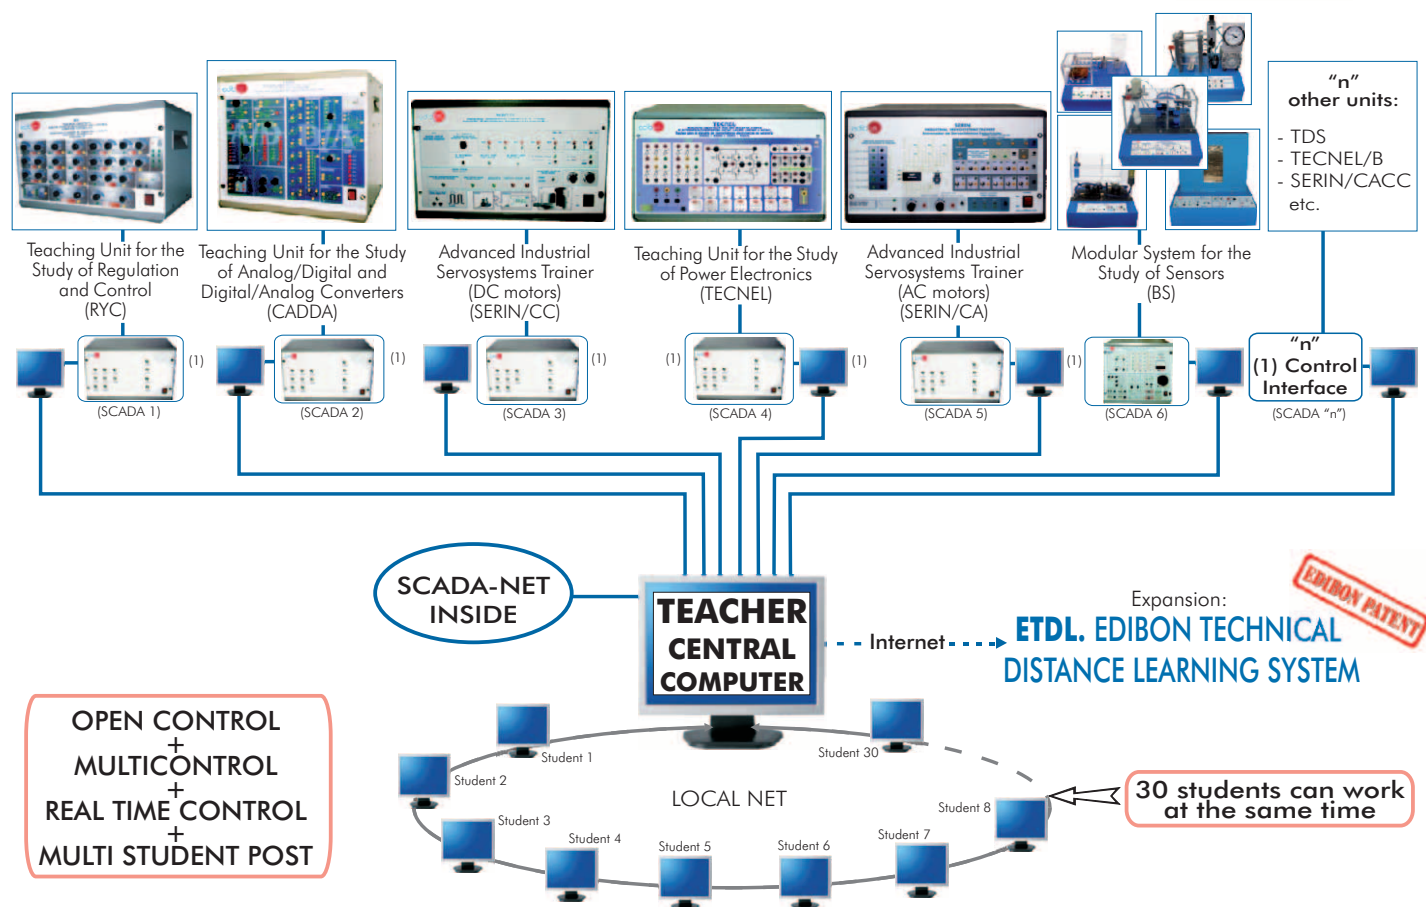 "n"
other units:
- TDS
- TECNEL/B
- SERIN/CACC
etc.
TECNEL
SERIN
Teaching Unit for the
Study of Regulation
and Control
(RYC)
Teaching Unit for the Study
of Analog/Digital and
Digital/Analog Converters
(CADDA)
Advanced Industrial
Servosystems Trainer
(DC motors)
(SERIN/CC)
Teaching Unit for the Study
of Power Electronics
(TECNEL)
Advanced Industrial
Servosystems Trainer
(AC motors)
(SERIN/CA)
Modular System for the
Study of Sensors
(BS)
(1)
(SCADA 1)
(1)
(SCADA 2)
(1)
(SCADA 3)
(1)
(SCADA 4)
(1)
(SCADA 5)
(1)
(SCADA 6)
"n"
(1) Control
Interface
(SCADA "n")
SCADA-NET
INSIDE
TEACHER
CENTRAL
COMPUTER
Internet
Expansion:
ETDL. EDIBON TECHNICAL
DISTANCE LEARNING SYSTEM
EDIBON PATENT
OPEN CONTROL
+
MULTICONTROL
+
REAL TIME CONTROL
+
MULTI STUDENT POST
LOCAL NET
Student 1
Student 2
Student 3
Student 4
Student 5
Student 6
Student 7
Student 8
Student 30
30 students can work
at the same time